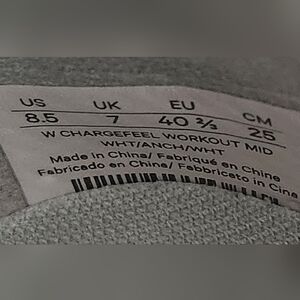 US UK EU CM
8.5 7 40 ⅔ 25
W CHARGEFEEL WORKOUT MID
WHT/ANCH/WHT
Made in China/ Fabriqué en Chine
Fabricado en China/ Fabbricato in Cina